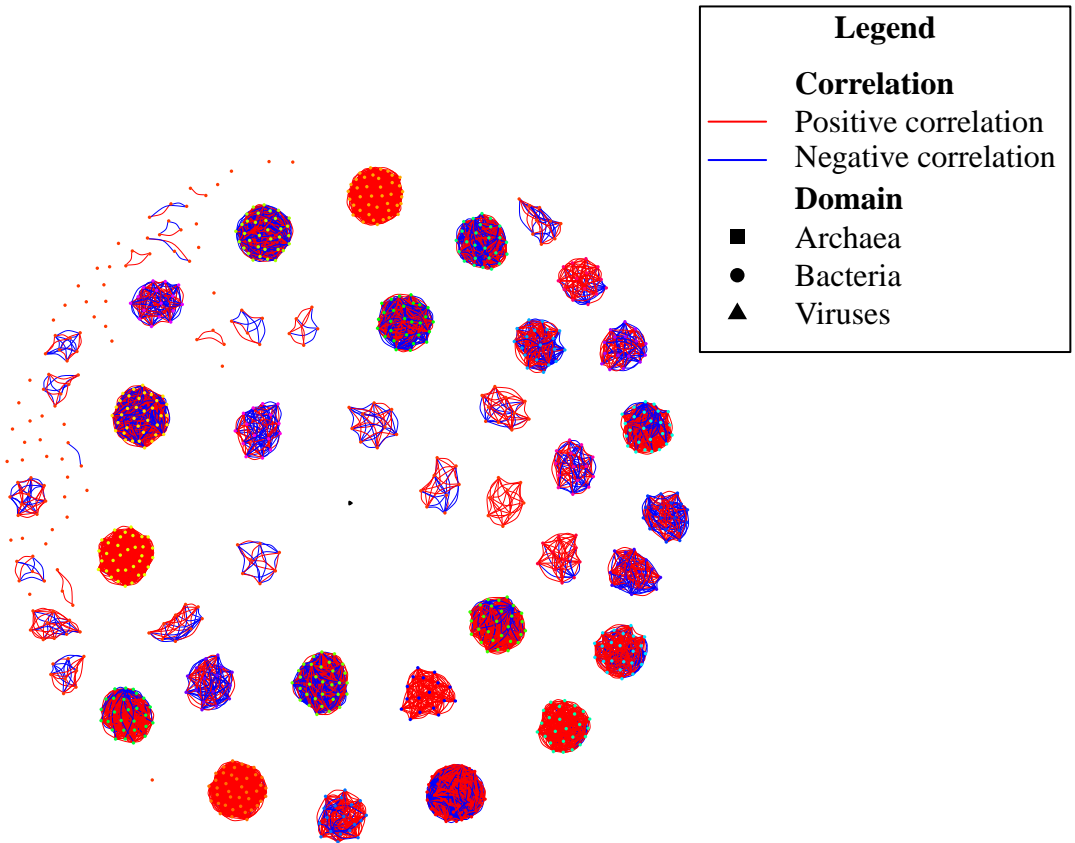 Legend
Correlation
Positive correlation
Negative correlation
Domain
Archaea
Bacteria
Viruses